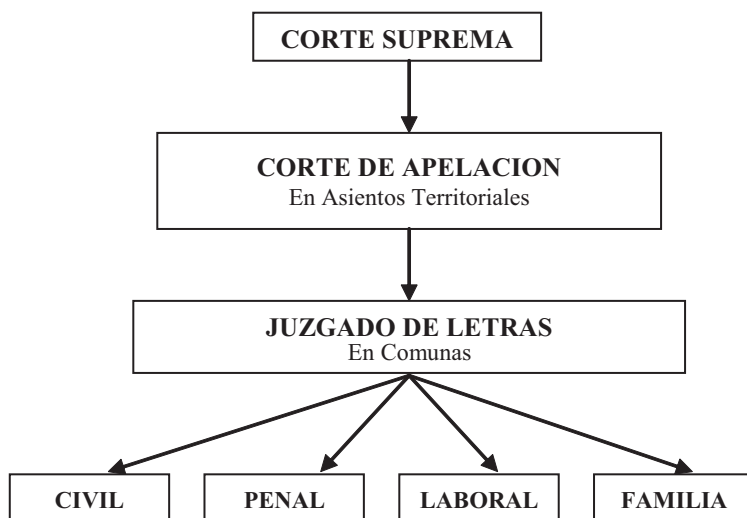 CORTE SUPREMA
CORTE DE APELACION
En Asientos Territoriales
JUZGADO DE LETRAS
En Comunas
CIVIL
PENAL
LABORAL
FAMILIA